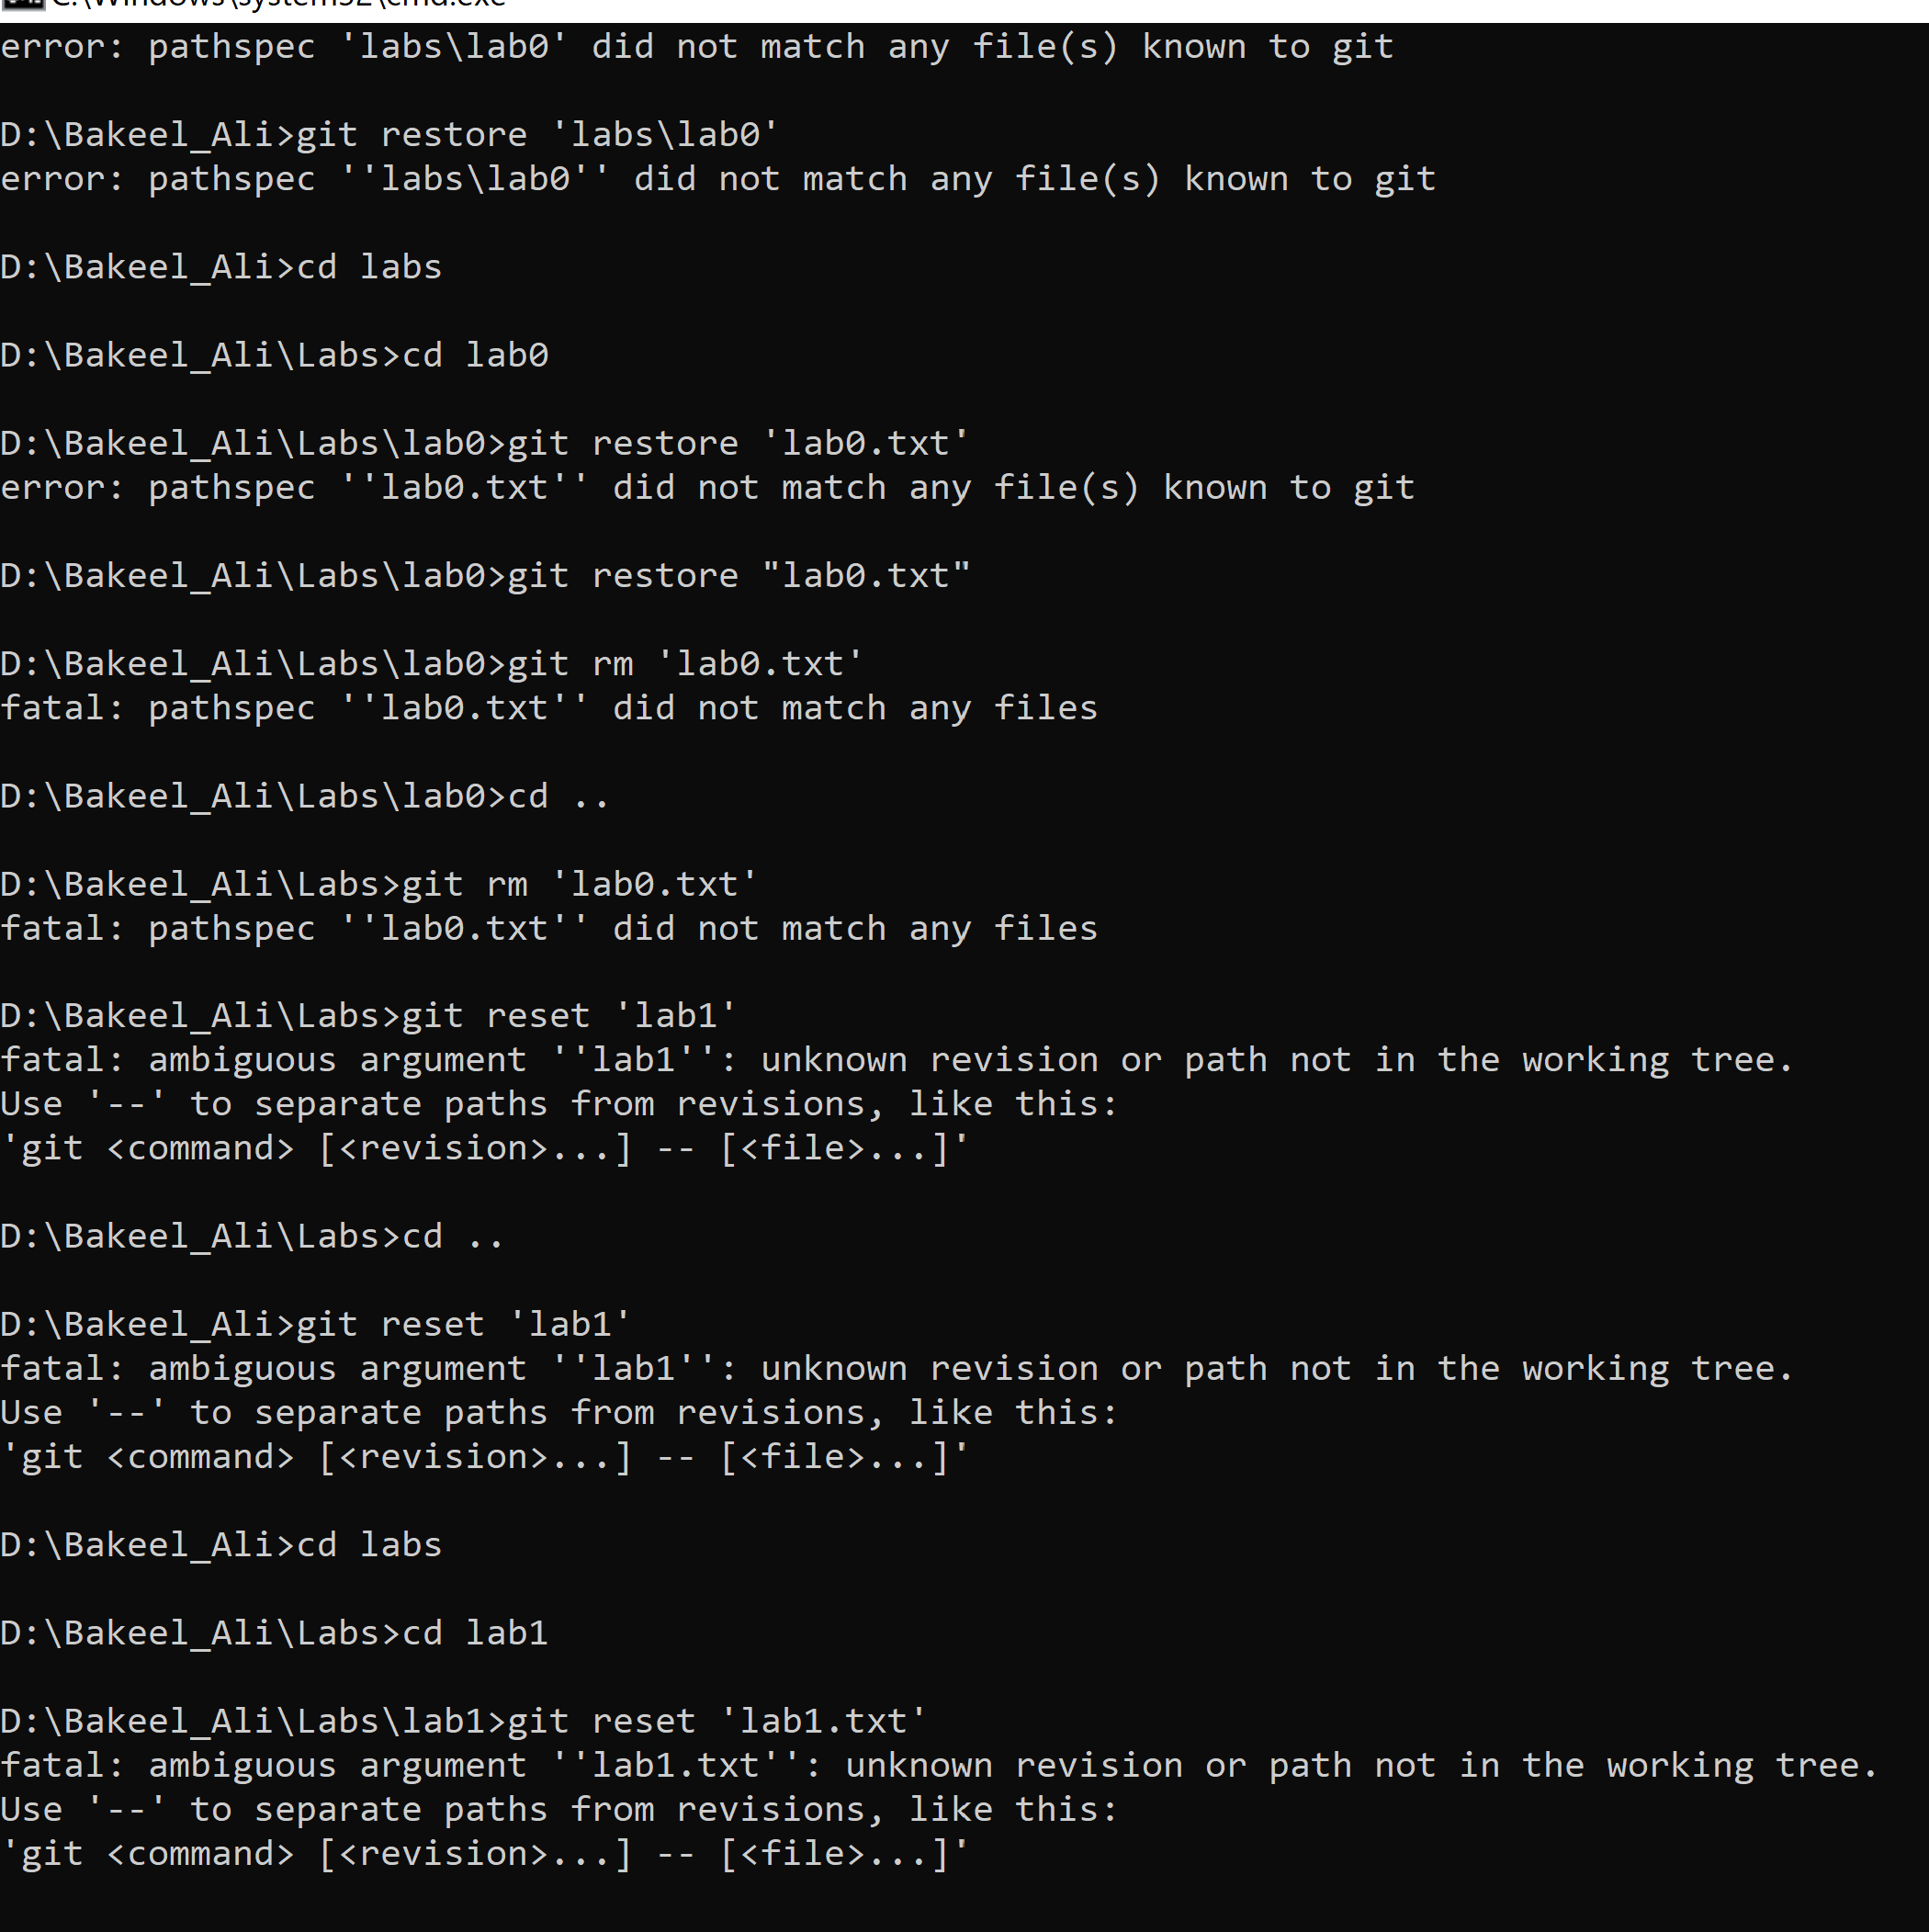 C:\Windows\system32\cmd.exe
error: pathspec 'labs\lab0' did not match any file(s) known to git
D:\Bakeel_Ali>git restore 'labs\lab0'
error: pathspec ''labs\lab0'' did not match any file(s) known to git
D:\Bakeel_Ali>cd labs
D:\Bakeel_Ali\Labs>cd lab0
D:\Bakeel_Ali\Labs\lab0>git restore 'lab0.txt'
error: pathspec ''lab0.txt'' did not match any file(s) known to git
D:\Bakeel_Ali\Labs\lab0>git restore "lab0.txt"
D:\Bakeel_Ali\Labs\lab0>git rm 'lab0.txt'
fatal: pathspec ''lab0.txt'' did not match any files
D:\Bakeel_Ali\Labs\lab0>cd ..
D:\Bakeel_Ali\Labs>git rm 'lab0.txt'
fatal: pathspec ''lab0.txt'' did not match any files
D:\Bakeel_Ali\Labs>git reset 'lab1'
fatal: ambiguous argument ''lab1'': unknown revision or path not in the working tree.
Use '--' to separate paths from revisions, like this:
'git <command> [<revision>...] -- [<file>...]'
D:\Bakeel_Ali\Labs>cd ..
D:\Bakeel_Ali>git reset 'lab1'
fatal: ambiguous argument ''lab1'': unknown revision or path not in the working tree.
Use '--' to separate paths from revisions, like this:
'git <command> [<revision>...] -- [<file>...]'
D:\Bakeel_Ali>cd labs
D:\Bakeel_Ali\Labs>cd lab1
D:\Bakeel_Ali\Labs\lab1>git reset 'lab1.txt'
fatal: ambiguous argument ''lab1.txt'': unknown revision or path not in the working tree.
Use '--' to separate paths from revisions, like this:
'git <command> [<revision>...] -- [<file>...]'